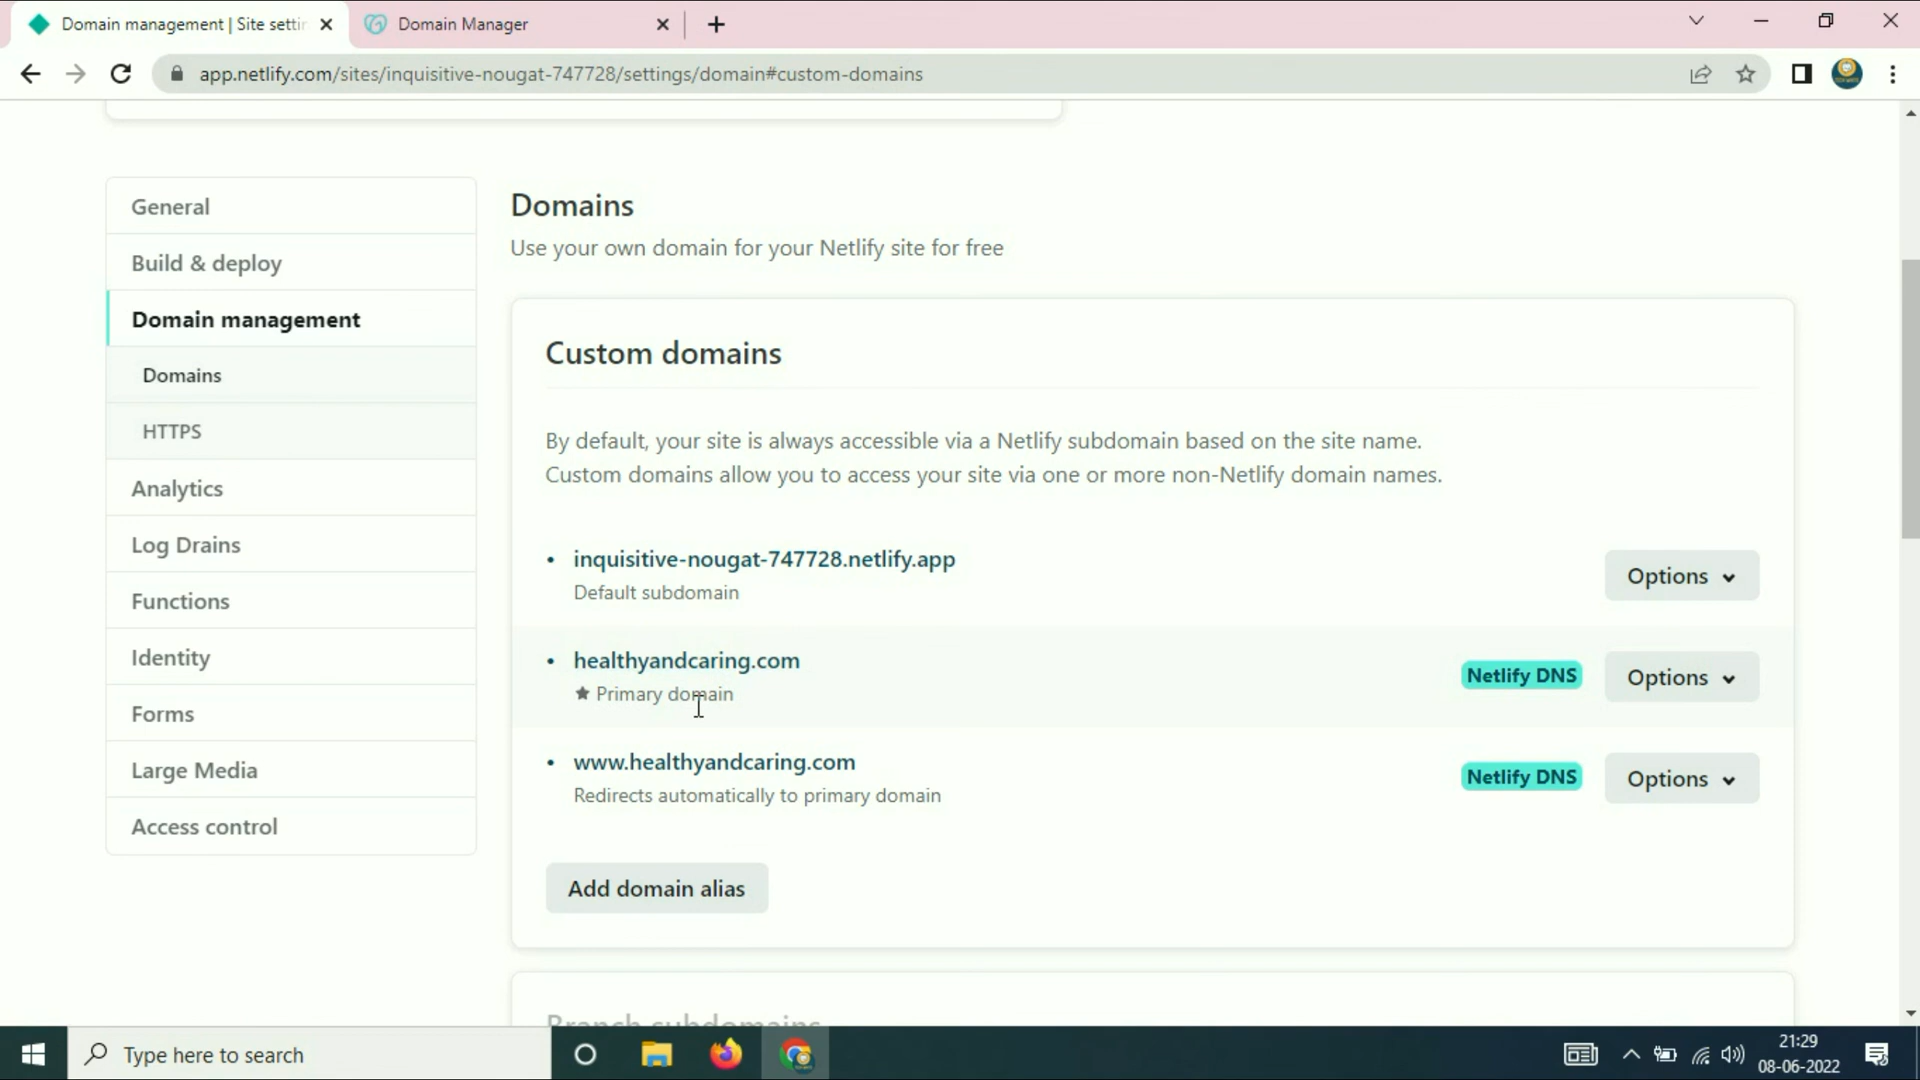 Domain management | Site setti
Domain Manager
app.netlify.com/sites/inquisitive-nougat-747728/settings/domain#custom-domains
General
Build & deploy
Domain management
Domains
HTTPS
Analytics
Log Drains
Functions
Identity
Forms
Large Media
Access control
Domains
Use your own domain for your Netlify site for free
Custom domains
By default, your site is always accessible via a Netlify subdomain based on the site name.
Custom domains allow you to access your site via one or more non-Netlify domain names.
• inquisitive-nougat-747728.netlify.app
Default subdomain
Options
• healthyandcaring.com
★ Primary domain
Netlify DNS
Options
• www.healthyandcaring.com
Redirects automatically to primary domain
Netlify DNS
Options
Add domain alias
Branch subdomains
Type here to search
21:29
08-06-2022